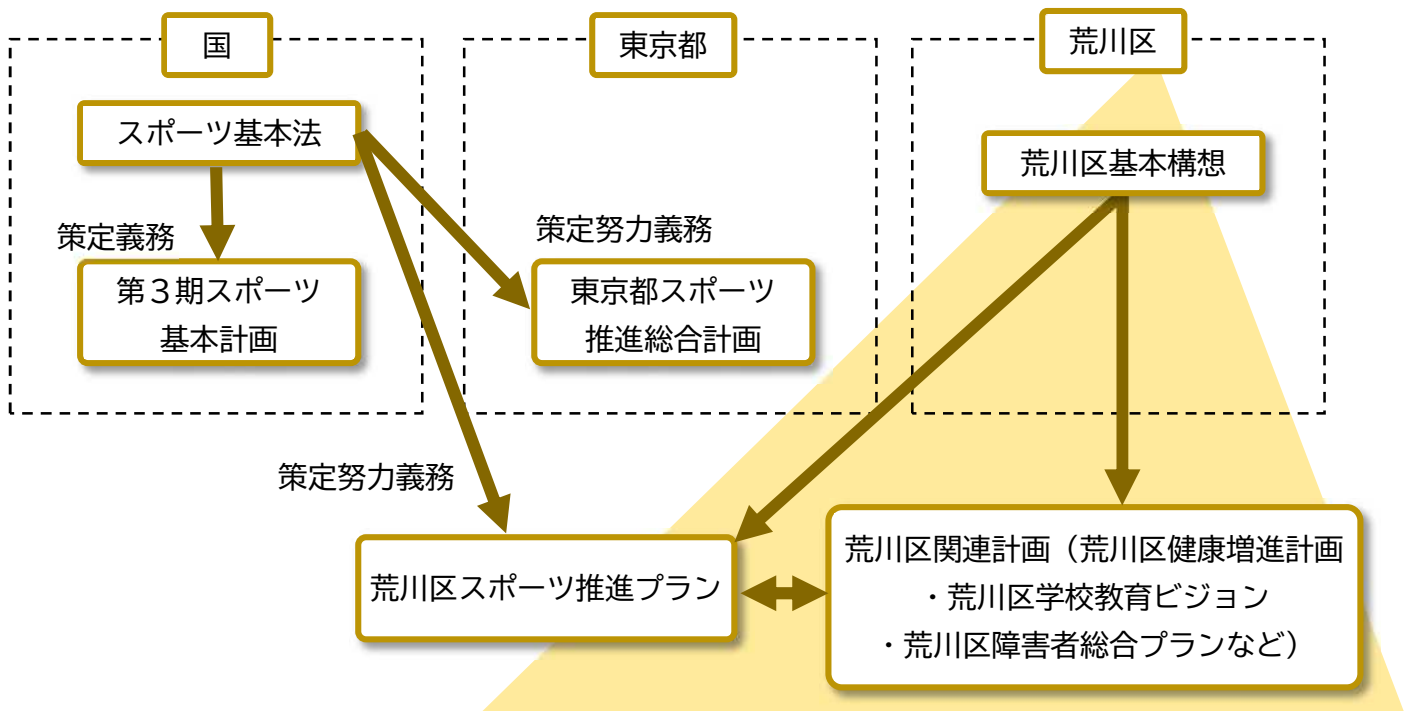 国
東京都
荒川区
スポーツ基本法
荒川区基本構想
策定義務
策定努力義務
第３期スポーツ
基本計画
東京都スポーツ
推進総合計画
策定努力義務
荒川区スポーツ推進プラン
荒川区関連計画（荒川区健康増進計画
・荒川区学校教育ビジョン
・荒川区障害者総合プランなど）